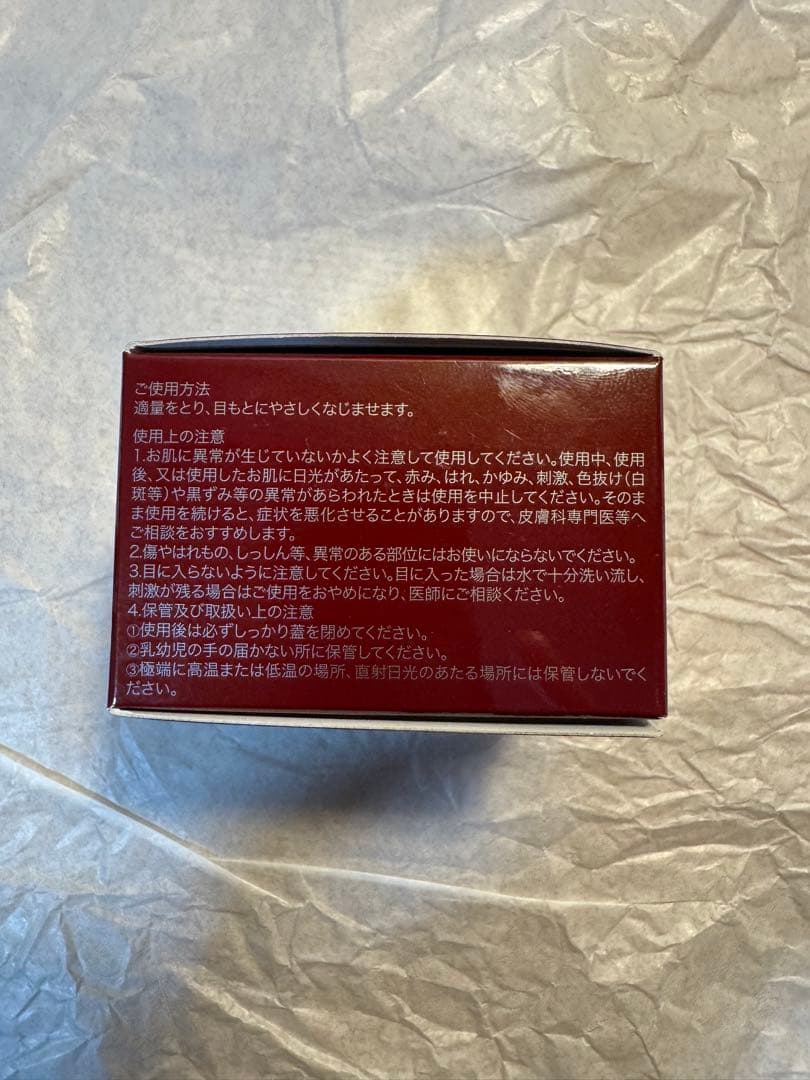 ご使用方法
適量をとり、目もとにやさしくなじませます。
使用上の注意
1.お肌に異常が生じていないかよく注意して使用してください。使用中、使用
後、又は使用したお肌に日光があたって、赤み、はれ、かゆみ、刺激、色抜け(白
斑等)や黒ずみ等の異常があらわれたときは使用を中止してください。そのま
ま使用を続けると、症状を悪化させることがありますので、皮膚科専門医等へ
ご相談をおすすめします。
2.傷やはれもの、しっしん等、異常のある部位にはお使いにならないでください。
3.目に入らないように注意してください。目に入った場合は水で十分洗い流し、
刺激が残る場合はご使用をおやめになり、医師にご相談ください。
4.保管及び取扱い上の注意
①使用後は必ずしっかり蓋を閉めてください。
②乳幼児の手の届かない所に保管してください。
③極端に高温または低温の場所、直射日光のあたる場所には保管しないでく
ださい。